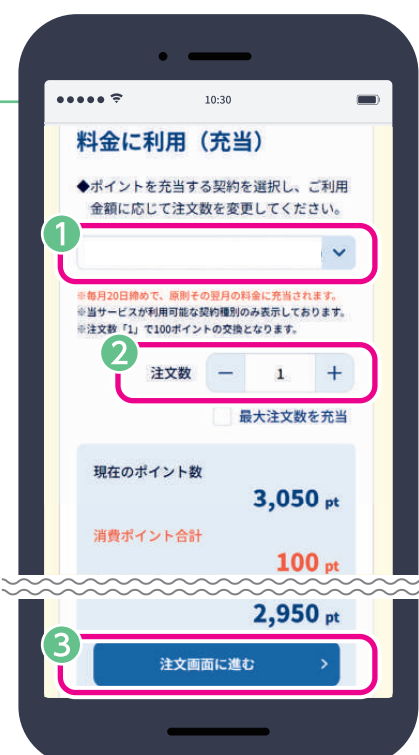 10:30
料金に利用（充当）
◆ポイントを充当する契約を選択し、ご利用
金額に応じて注文数を変更してください。
1
※毎月20日締めで、原則その翌月の料金に充当されます。
※当サービスが利用可能な契約種別のみ表示しております。
※注文数「1」で100ポイントの交換となります。
2
注文数 － 1 ＋
最大注文数を充当
現在のポイント数
3,050 pt
消費ポイント合計
100 pt
2,950 pt
3
注文画面に進む